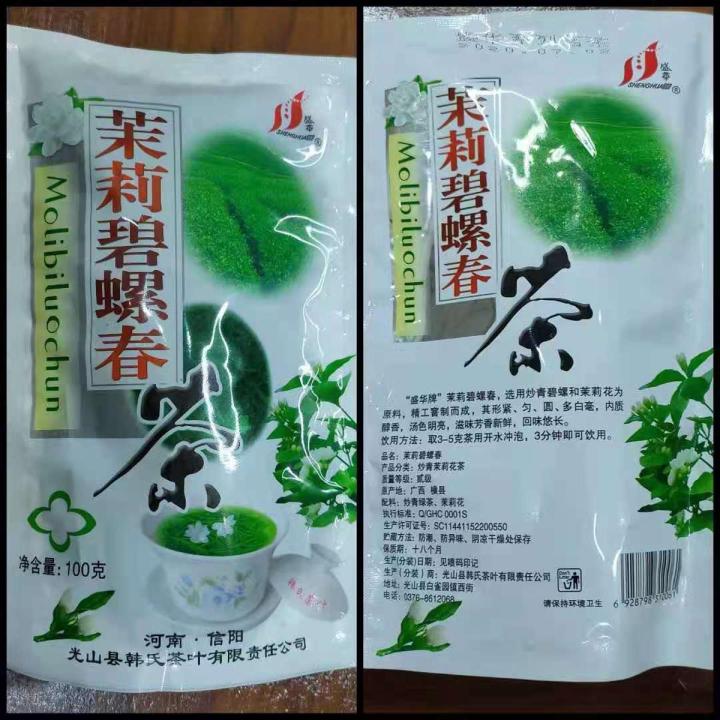 盛华
SHENGHUA
茉莉碧螺春
Molibiluochun
茶
净含量:100克
河南·信阳
光山县韩氏茶叶有限责任公司
2020-07-02
盛华
SHENGHUA
茉莉碧螺春
Molibiluochun
茶
“盛华牌”茉莉碧螺春，选用炒青碧螺和茉莉花为
原料，精工窨制而成，其形紧、匀、圆、多白毫，内质
醇香，汤色明亮，滋味芳香新鲜，回味悠长。
饮用方法：取3-5克茶用开水冲泡，3分钟即可饮用。
品名：茉莉碧螺春
产品分类：炒青茉莉花茶
质量等级：贰级
原产地：广西 横县
配料：炒青绿茶、茉莉花
执行标准：Q/GHC 0001S
生产许可证号：SC11441152200550
贮藏方法：防潮、防异味、阴凉干燥处保存
保质期：十八个月
生产(分装)日期：见喷码印记
生产（分装）商：光山县韩氏茶叶有限责任公司
地址：光山县白雀园镇西街
电话：0376-8612068
请保持环境卫生